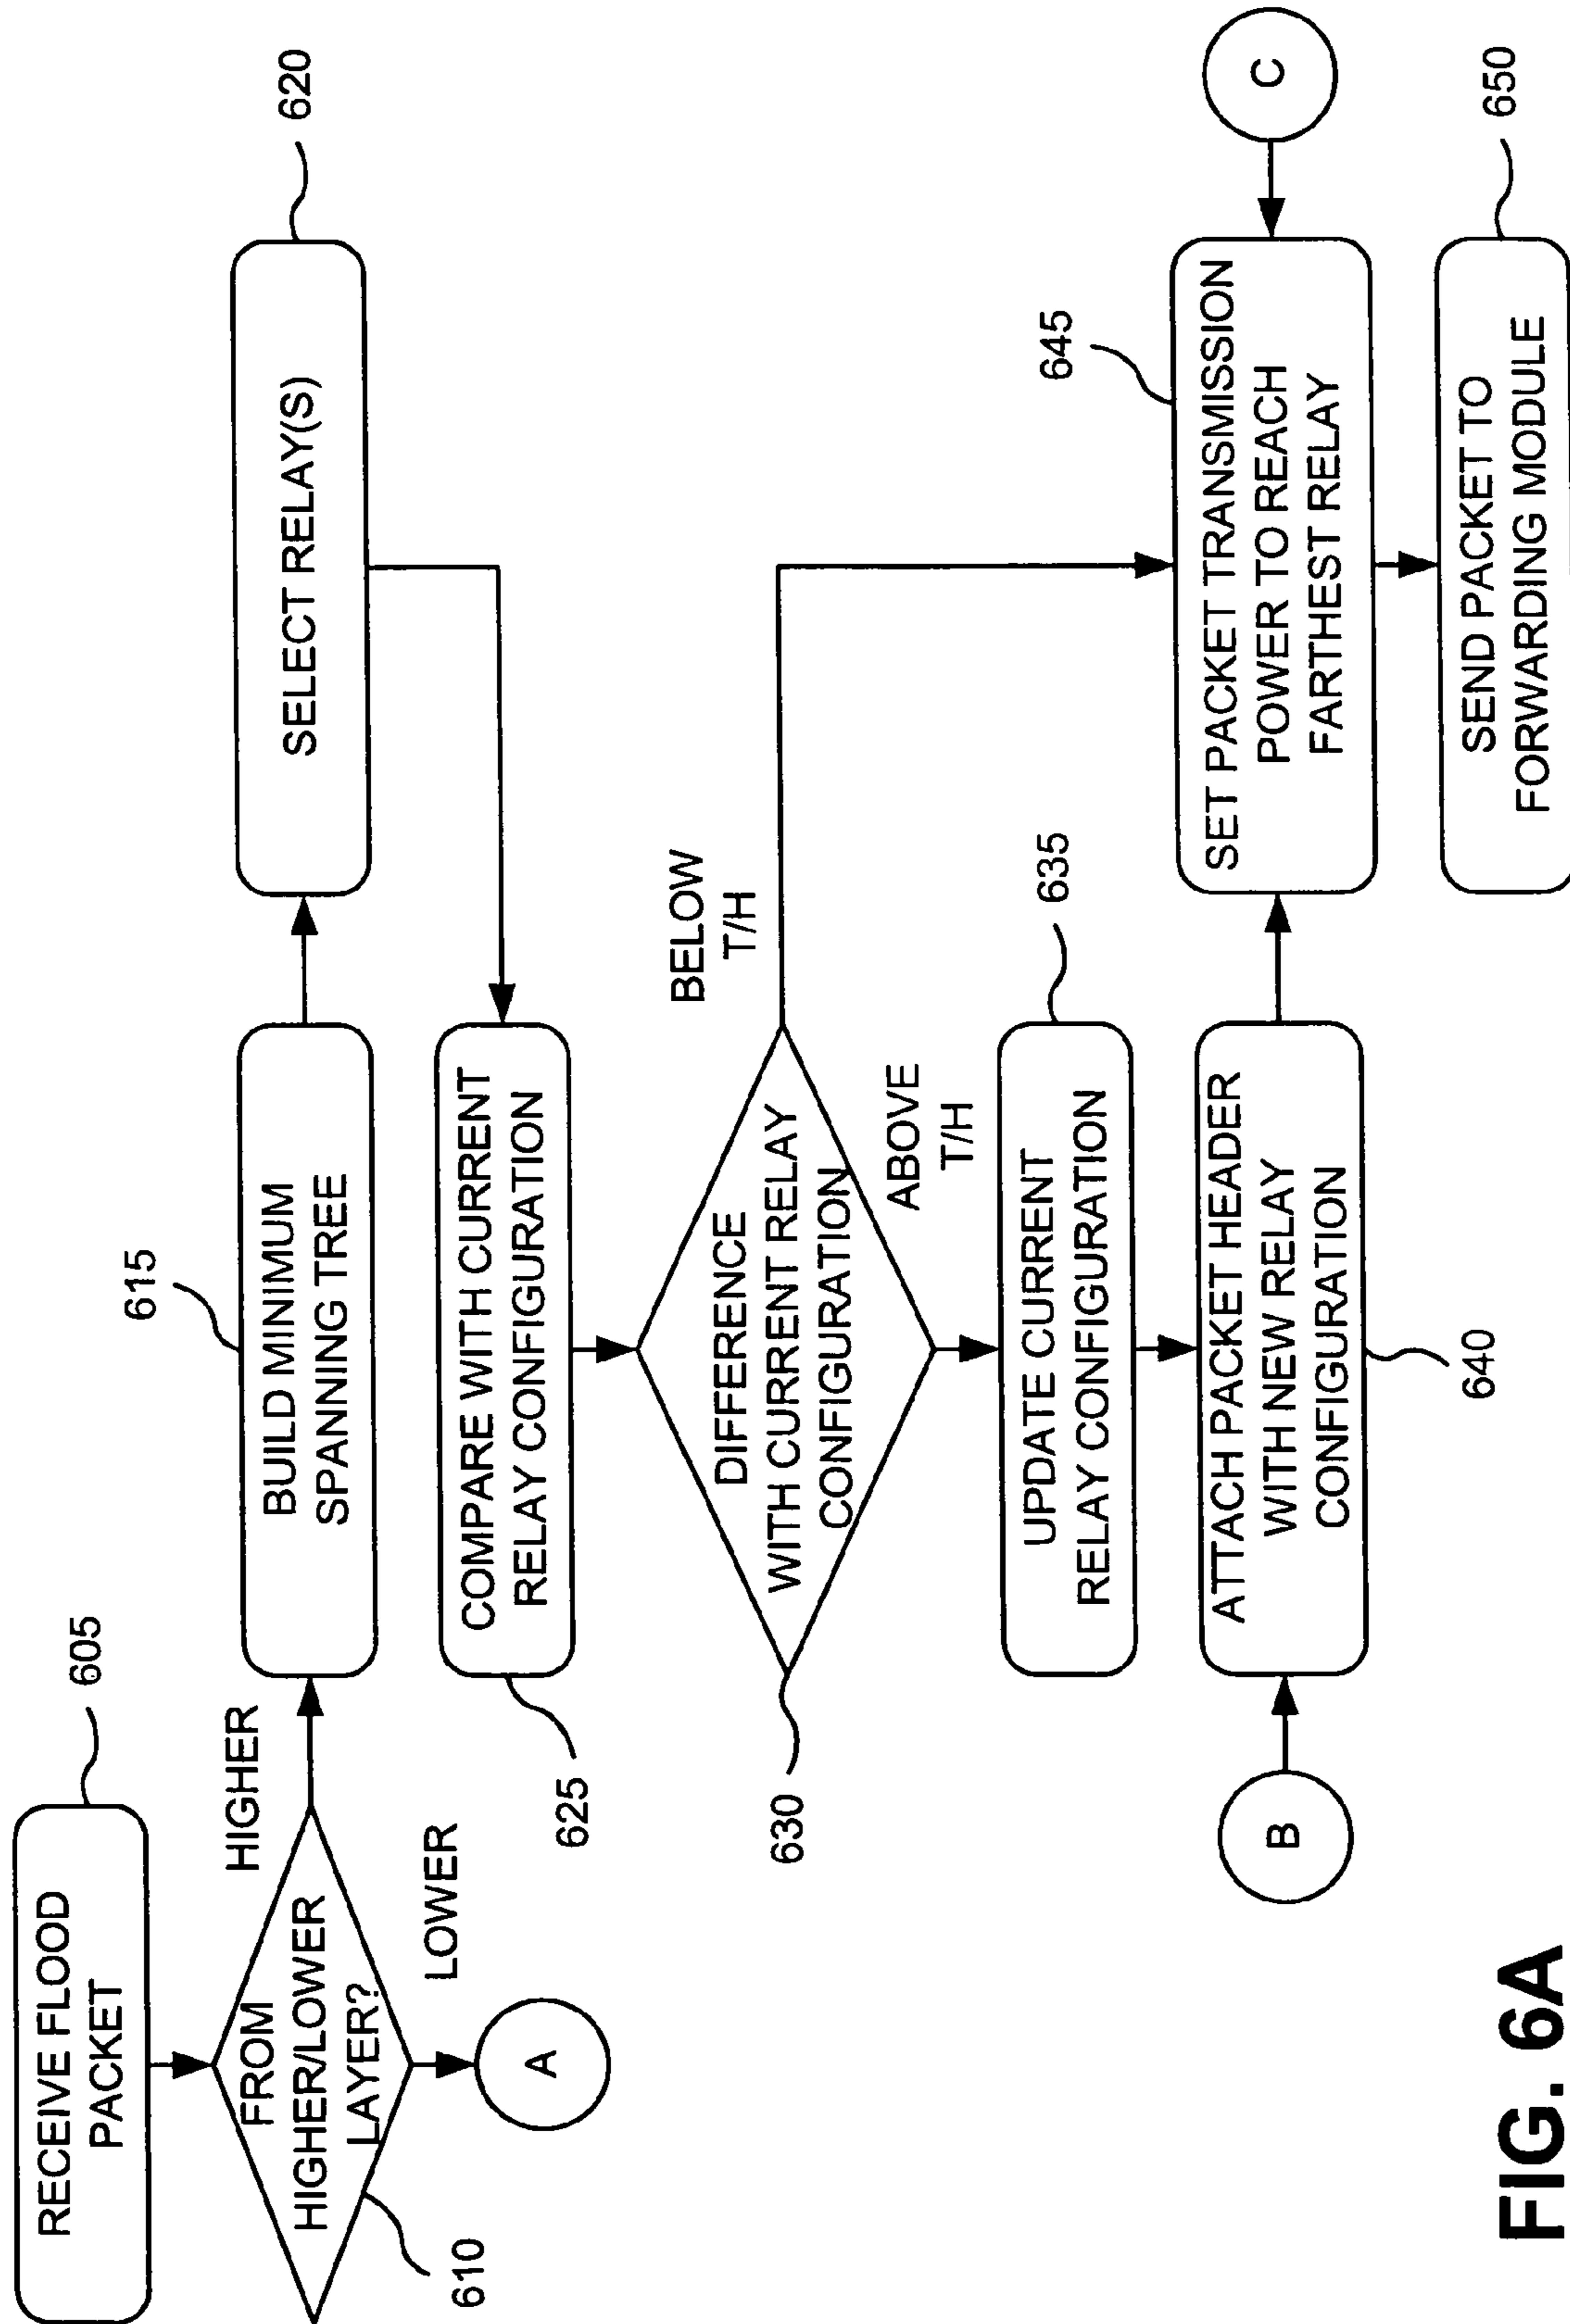 RECEIVE FLOOD
PACKET
605
FROM
HIGHER/LOWER
LAYER?
610
HIGHER
LOWER
A
BUILD MINIMUM
SPANNING TREE
615
SELECT RELAY(S)
620
COMPARE WITH CURRENT
RELAY CONFIGURATION
625
DIFFERENCE
WITH CURRENT RELAY
CONFIGURATION
630
BELOW
T/H
ABOVE
T/H
UPDATE CURRENT
RELAY CONFIGURATION
635
B
ATTACH PACKET HEADER
WITH NEW RELAY
CONFIGURATION
640
SET PACKET TRANSMISSION
POWER TO REACH
FARTHEST RELAY
645
C
SEND PACKET TO
FORWARDING MODULE
650
FIG. 6A